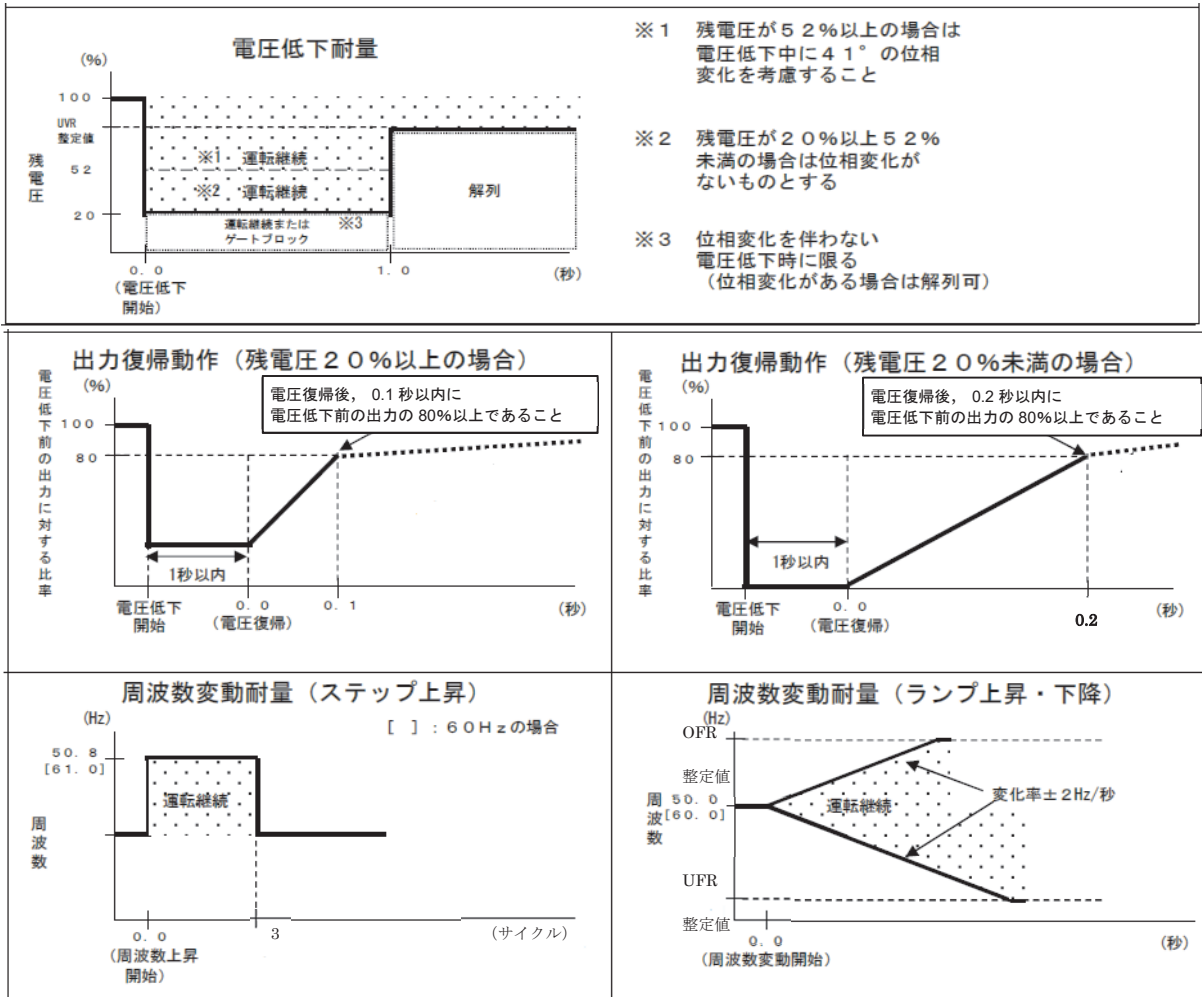 電圧低下耐量
(%)
100
UVR
整定値
52
20
残電圧
※1 運転継続
※2 運転継続
運転継続または ※3
ゲートブロック
解列
0.0
(電圧低下
開始)
1.0
(秒)
※1 残電圧が52%以上の場合は
電圧低下中に41°の位相
変化を考慮すること
※2 残電圧が20%以上52%
未満の場合は位相変化が
ないものとする
※3 位相変化を伴わない
電圧低下時に限る
(位相変化がある場合は解列可)
出力復帰動作(残電圧20%以上の場合)
電圧低下前の出力に対する比率
(%)
電圧復帰後, 0.1秒以内に
電圧低下前の出力の80%以上であること
100
80
1秒以内
電圧低下
開始
0.0
(電圧復帰)
0.1
(秒)
出力復帰動作(残電圧20%未満の場合)
電圧低下前の出力に対する比率
(%)
電圧復帰後, 0.2秒以内に
電圧低下前の出力の80%以上であること
100
80
1秒以内
電圧低下
開始
0.0
(電圧復帰)
0.2
(秒)
周波数変動耐量(ステップ上昇)
(Hz)
[ ]:60Hzの場合
50.8
[61.0]
運転継続
周波数
0.0
(周波数上昇
開始)
3
(サイクル)
周波数変動耐量(ランプ上昇・下降)
(Hz)
OFR
整定値
周波数
50.0
[60.0]
運転継続
変化率±2Hz/秒
UFR
整定値
0.0
(周波数変動開始)
(秒)